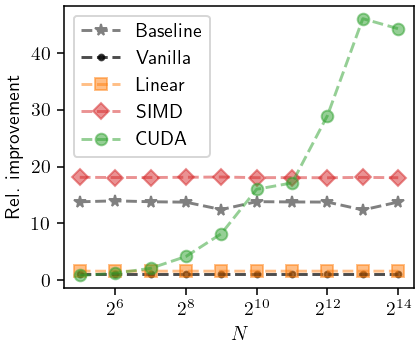 Baseline
Vanilla
Linear
SIMD
CUDA
Rel. improvement
40
30
20
10
0
2^6 2^8 2^10 2^12 2^14
N